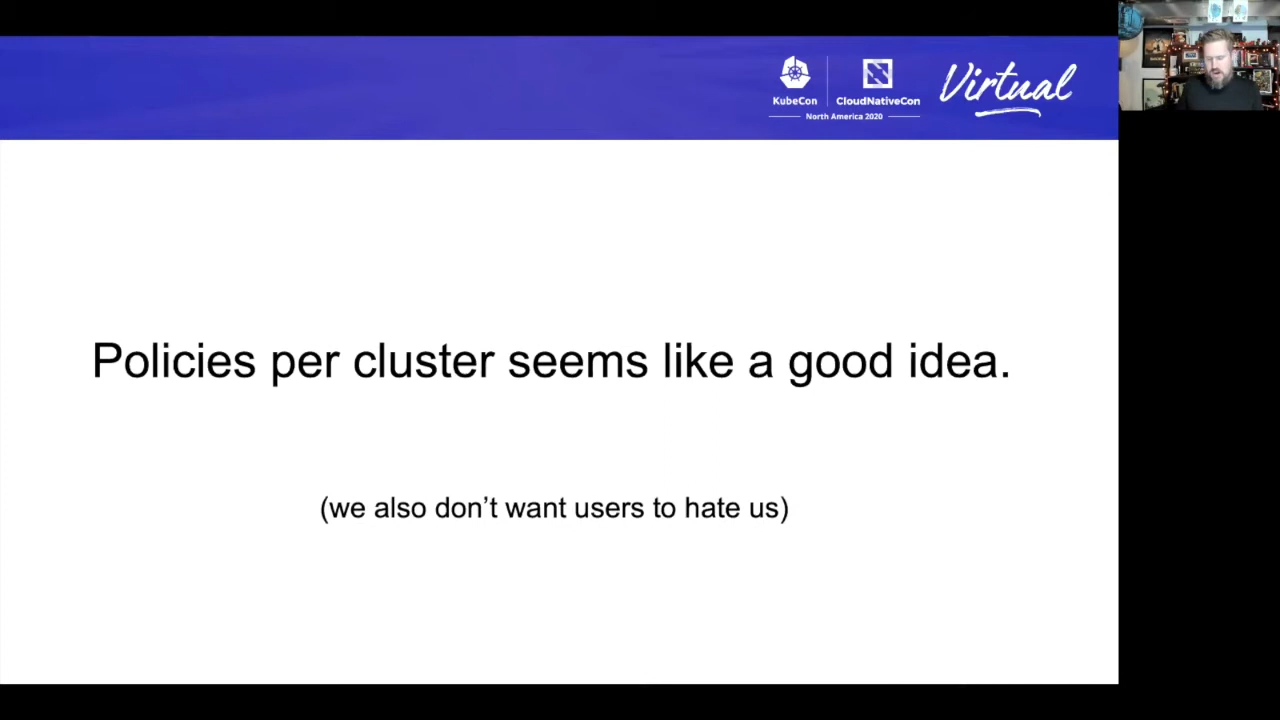 KubeCon
CloudNativeCon
North America 2020
Virtual
Policies per cluster seems like a good idea.
(we also don’t want users to hate us)